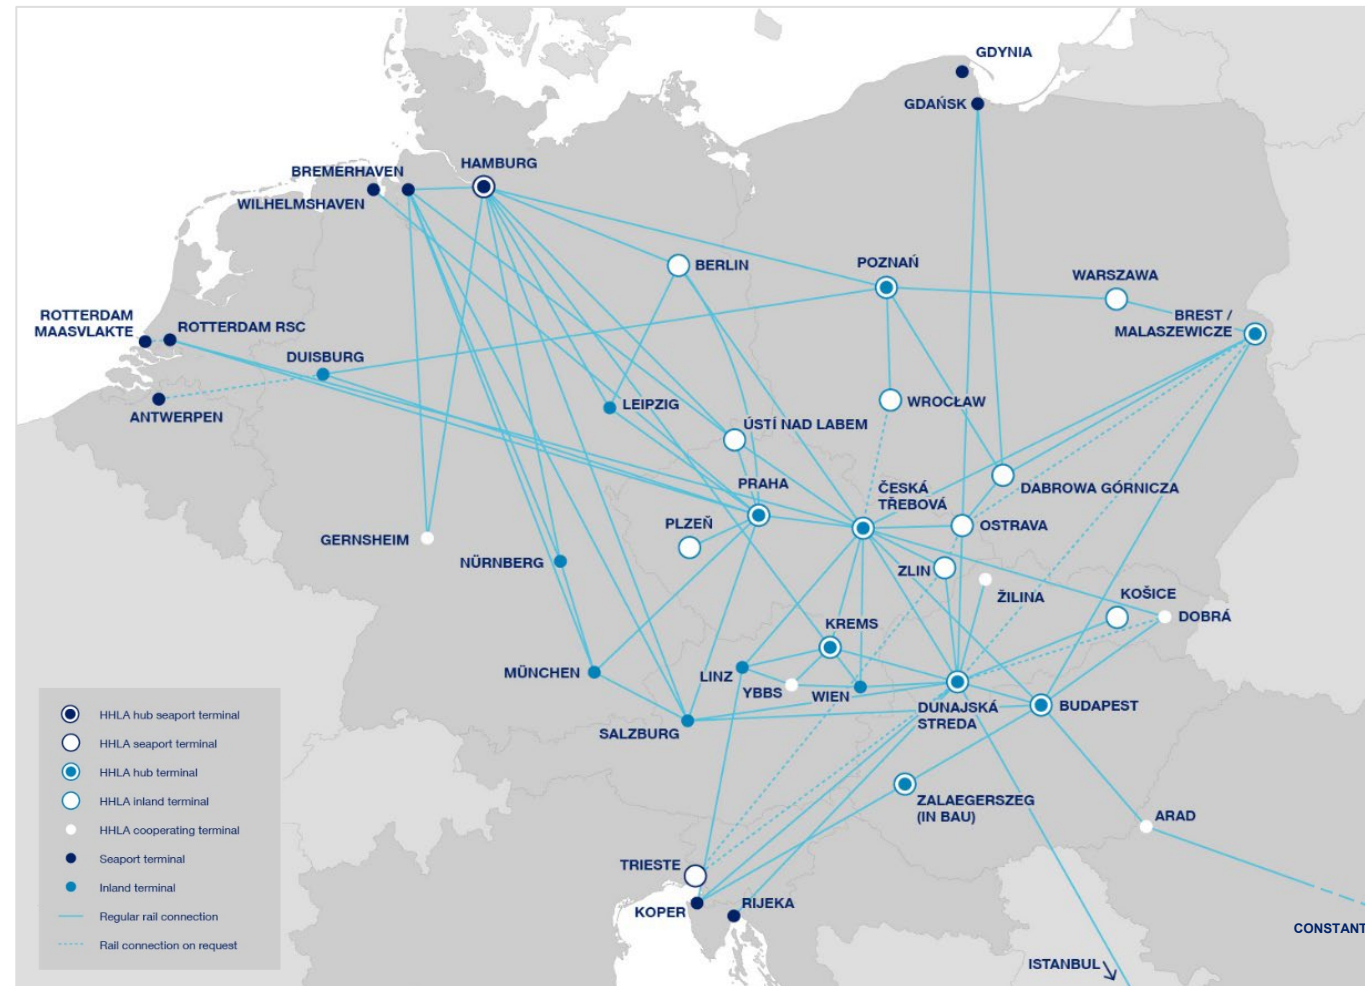 GDYNIA
GDAŃSK
HAMBURG
BREMERHAVEN
WILHELMSHAVEN
BERLIN
POZNAŃ
WARSZAWA
BREST /
MALASZEWICZE
ROTTERDAM
MAASVLAKTE
ROTTERDAM RSC
DUISBURG
ANTWERPEN
LEIPZIG
WROCŁAW
ÚSTÍ NAD LABEM
PRAHA
ČESKÁ
TŘEBOVÁ
DABROWA GÓRNICZA
OSTRAVA
PLZEŇ
GERNSHEIM
NÜRNBERG
ZLIN
ŽILINA
KOŠICE
DOBRÁ
KREMS
MÜNCHEN
LINZ
YBBS
WIEN
DUNAJSKÁ
STREDA
BUDAPEST
SALZBURG
ZALAEGERSZEG
(IN BAU)
ARAD
TRIESTE
KOPER
RIJEKA
CONSTANT
ISTANBUL
HHLA hub seaport terminal
HHLA seaport terminal
HHLA hub terminal
HHLA inland terminal
HHLA cooperating terminal
Seaport terminal
Inland terminal
Regular rail connection
Rail connection on request